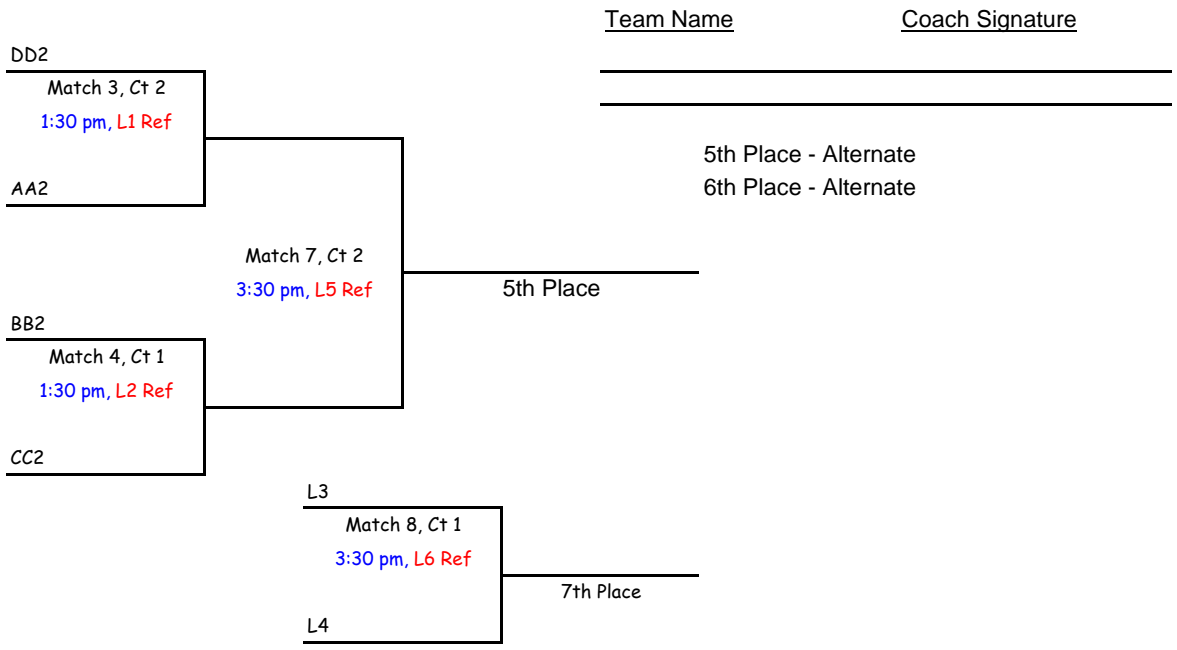 Team Name Coach Signature
DD2
Match 3, Ct 2
1:30 pm, L1 Ref
5th Place - Alternate
AA2
6th Place - Alternate
Match 7, Ct 2
3:30 pm, L5 Ref
5th Place
BB2
Match 4, Ct 1
1:30 pm, L2 Ref
CC2
L3
Match 8, Ct 1
3:30 pm, L6 Ref
7th Place
L4